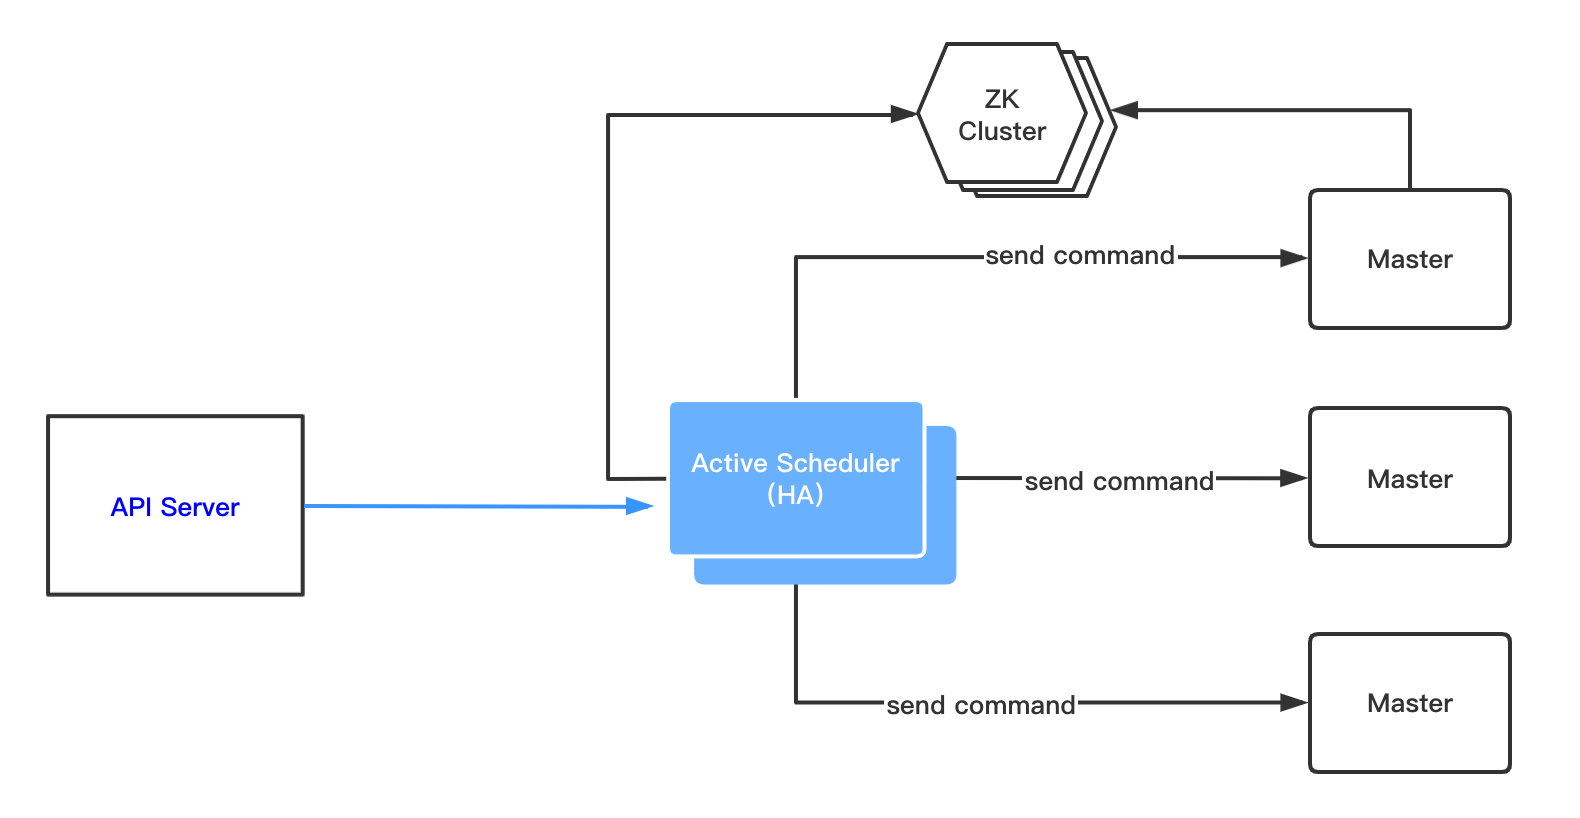 ZK
Cluster
send command
Master
Active Scheduler
(HA)
send command
Master
API Server
send command
Master